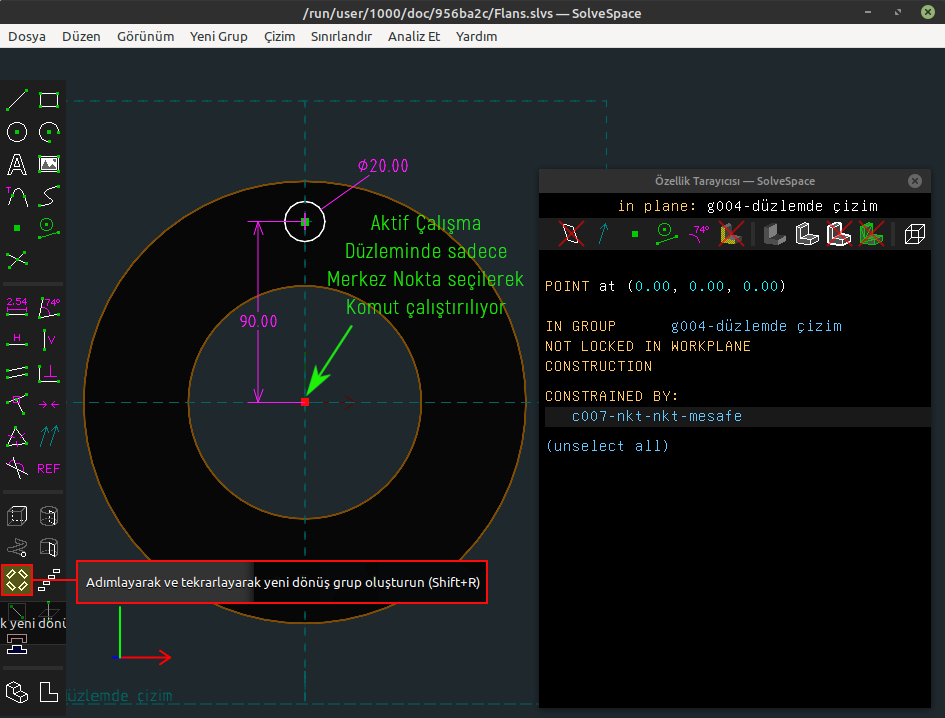 /run/user/1000/doc/956ba2c/Flans.slvs — SolveSpace
Dosya Düzen Görünüm Yeni Grup Çizim Sınırlandır Analiz Et Yardım
Özellik Tarayıcısı — SolveSpace
in plane: g004-düzlemde çizim
74°
POINT at (0.00, 0.00, 0.00)
IN GROUP g004-düzlemde çizim
NOT LOCKED IN WORKPLANE
CONSTRUCTION
CONSTRAINED BY:
c007-nkt-nkt-mesafe
(unselect all)
⌀20.00
Aktif Çalışma
Düzleminde sadece
Merkez Nokta seçilerek
Komut çalıştırılıyor
90.00
A
T
2.54 74°
H V
REF
Adımlayarak ve tekrarlayarak yeni dönüş grup oluşturun (Shift+R)
k yeni dönü
üzlemde çizim